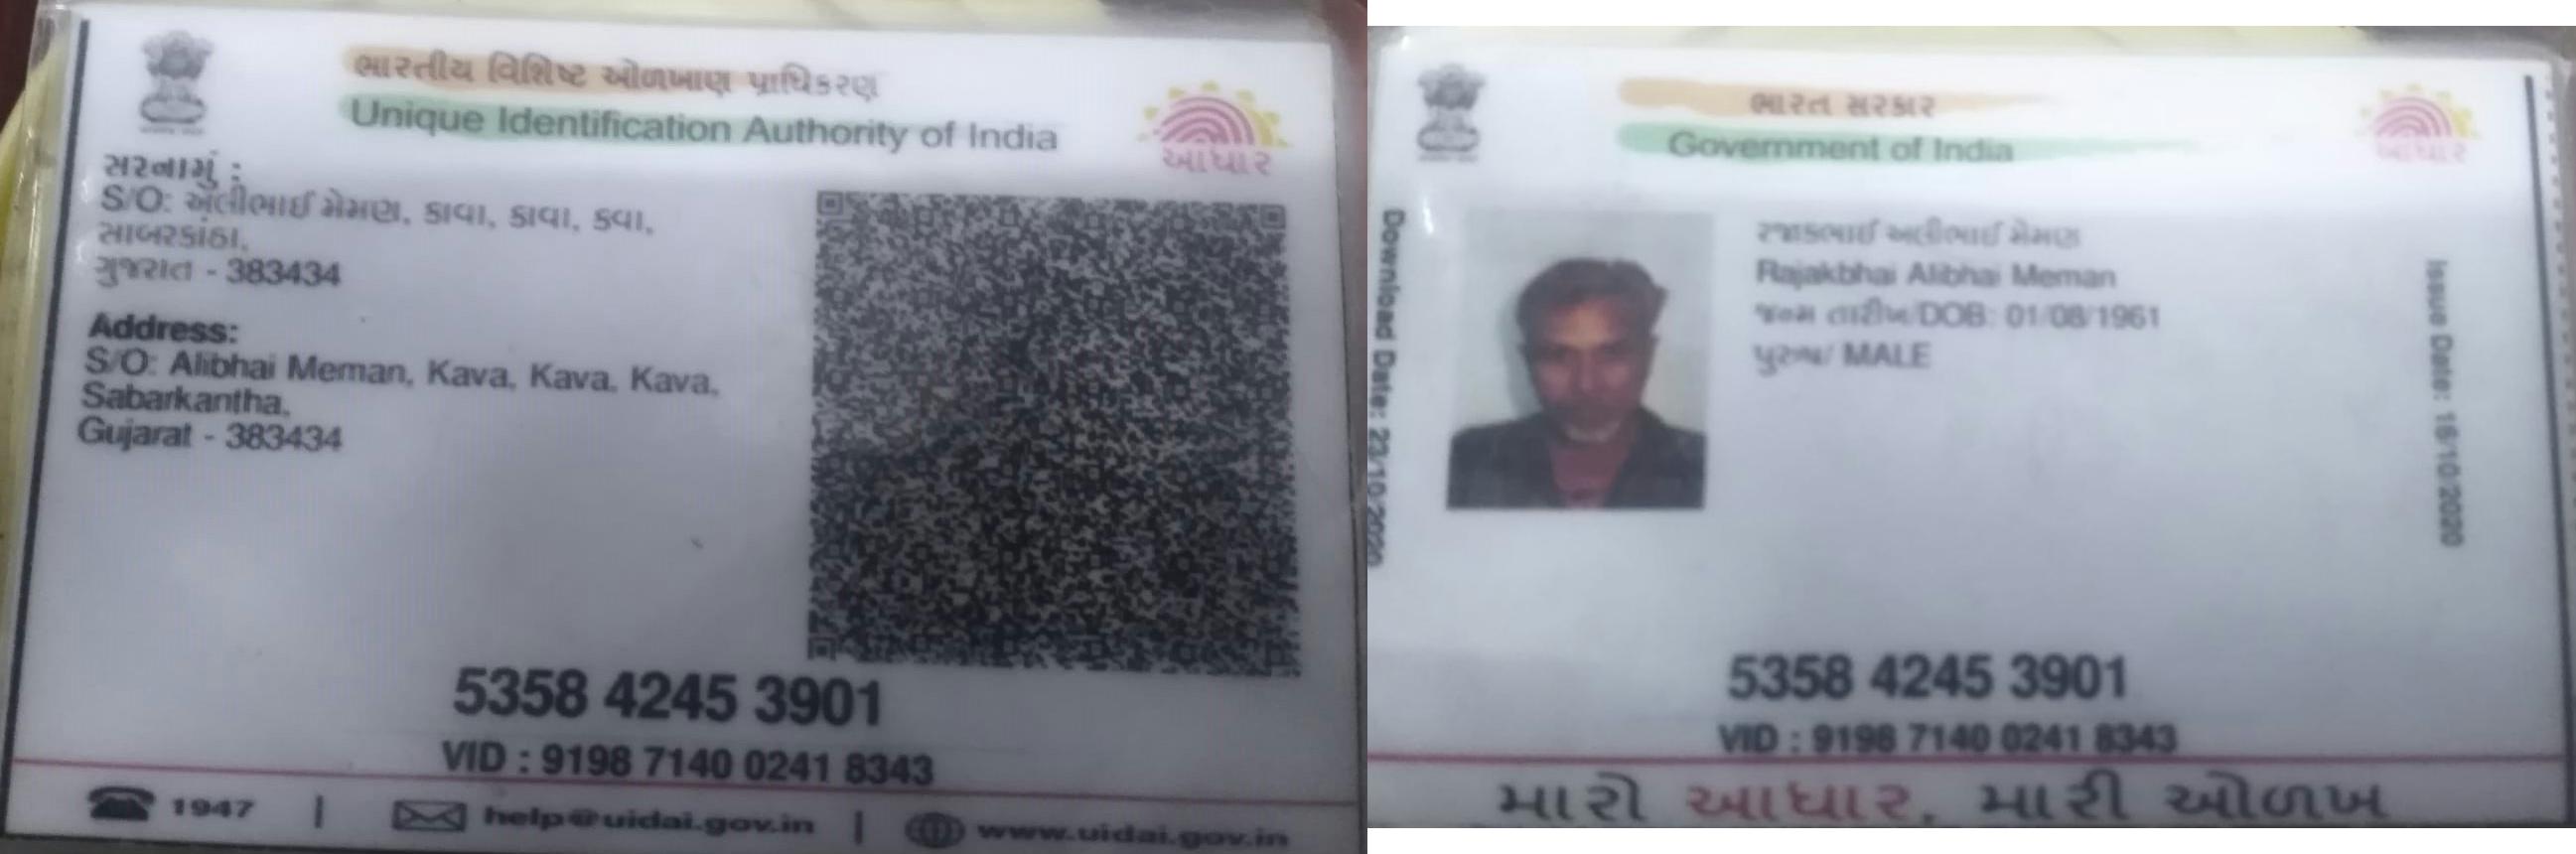 ભારતીય વિશિષ્ટ ઓળખાણ પ્રાધિકરણ
Unique Identification Authority of India
આધાર
સરનામું :
S/O: અલીભાઈ મેમણ, કાવા, કાવા, કવા,
સાબરકાંઠા,
ગુજરાત - 383434
Address:
S/O: Alibhai Meman, Kava, Kava, Kava,
Sabarkantha,
Gujarat - 383434
5358 4245 3901
VID : 9198 7140 0241 8343
1947 | help@uidai.gov.in | www.uidai.gov.in
ભારત સરકાર
Government of India
આધાર
Download Date: 23/10/2020
રજાકભાઈ અલીભાઈ મેમણ
Rajakbhai Alibhai Meman
જન્મ તારીખ/DOB: 01/08/1961
પુરુષ/ MALE
Issue Date: 16/10/2020
5358 4245 3901
VID : 9198 7140 0241 8343
મારો આધાર, મારી ઓળખ